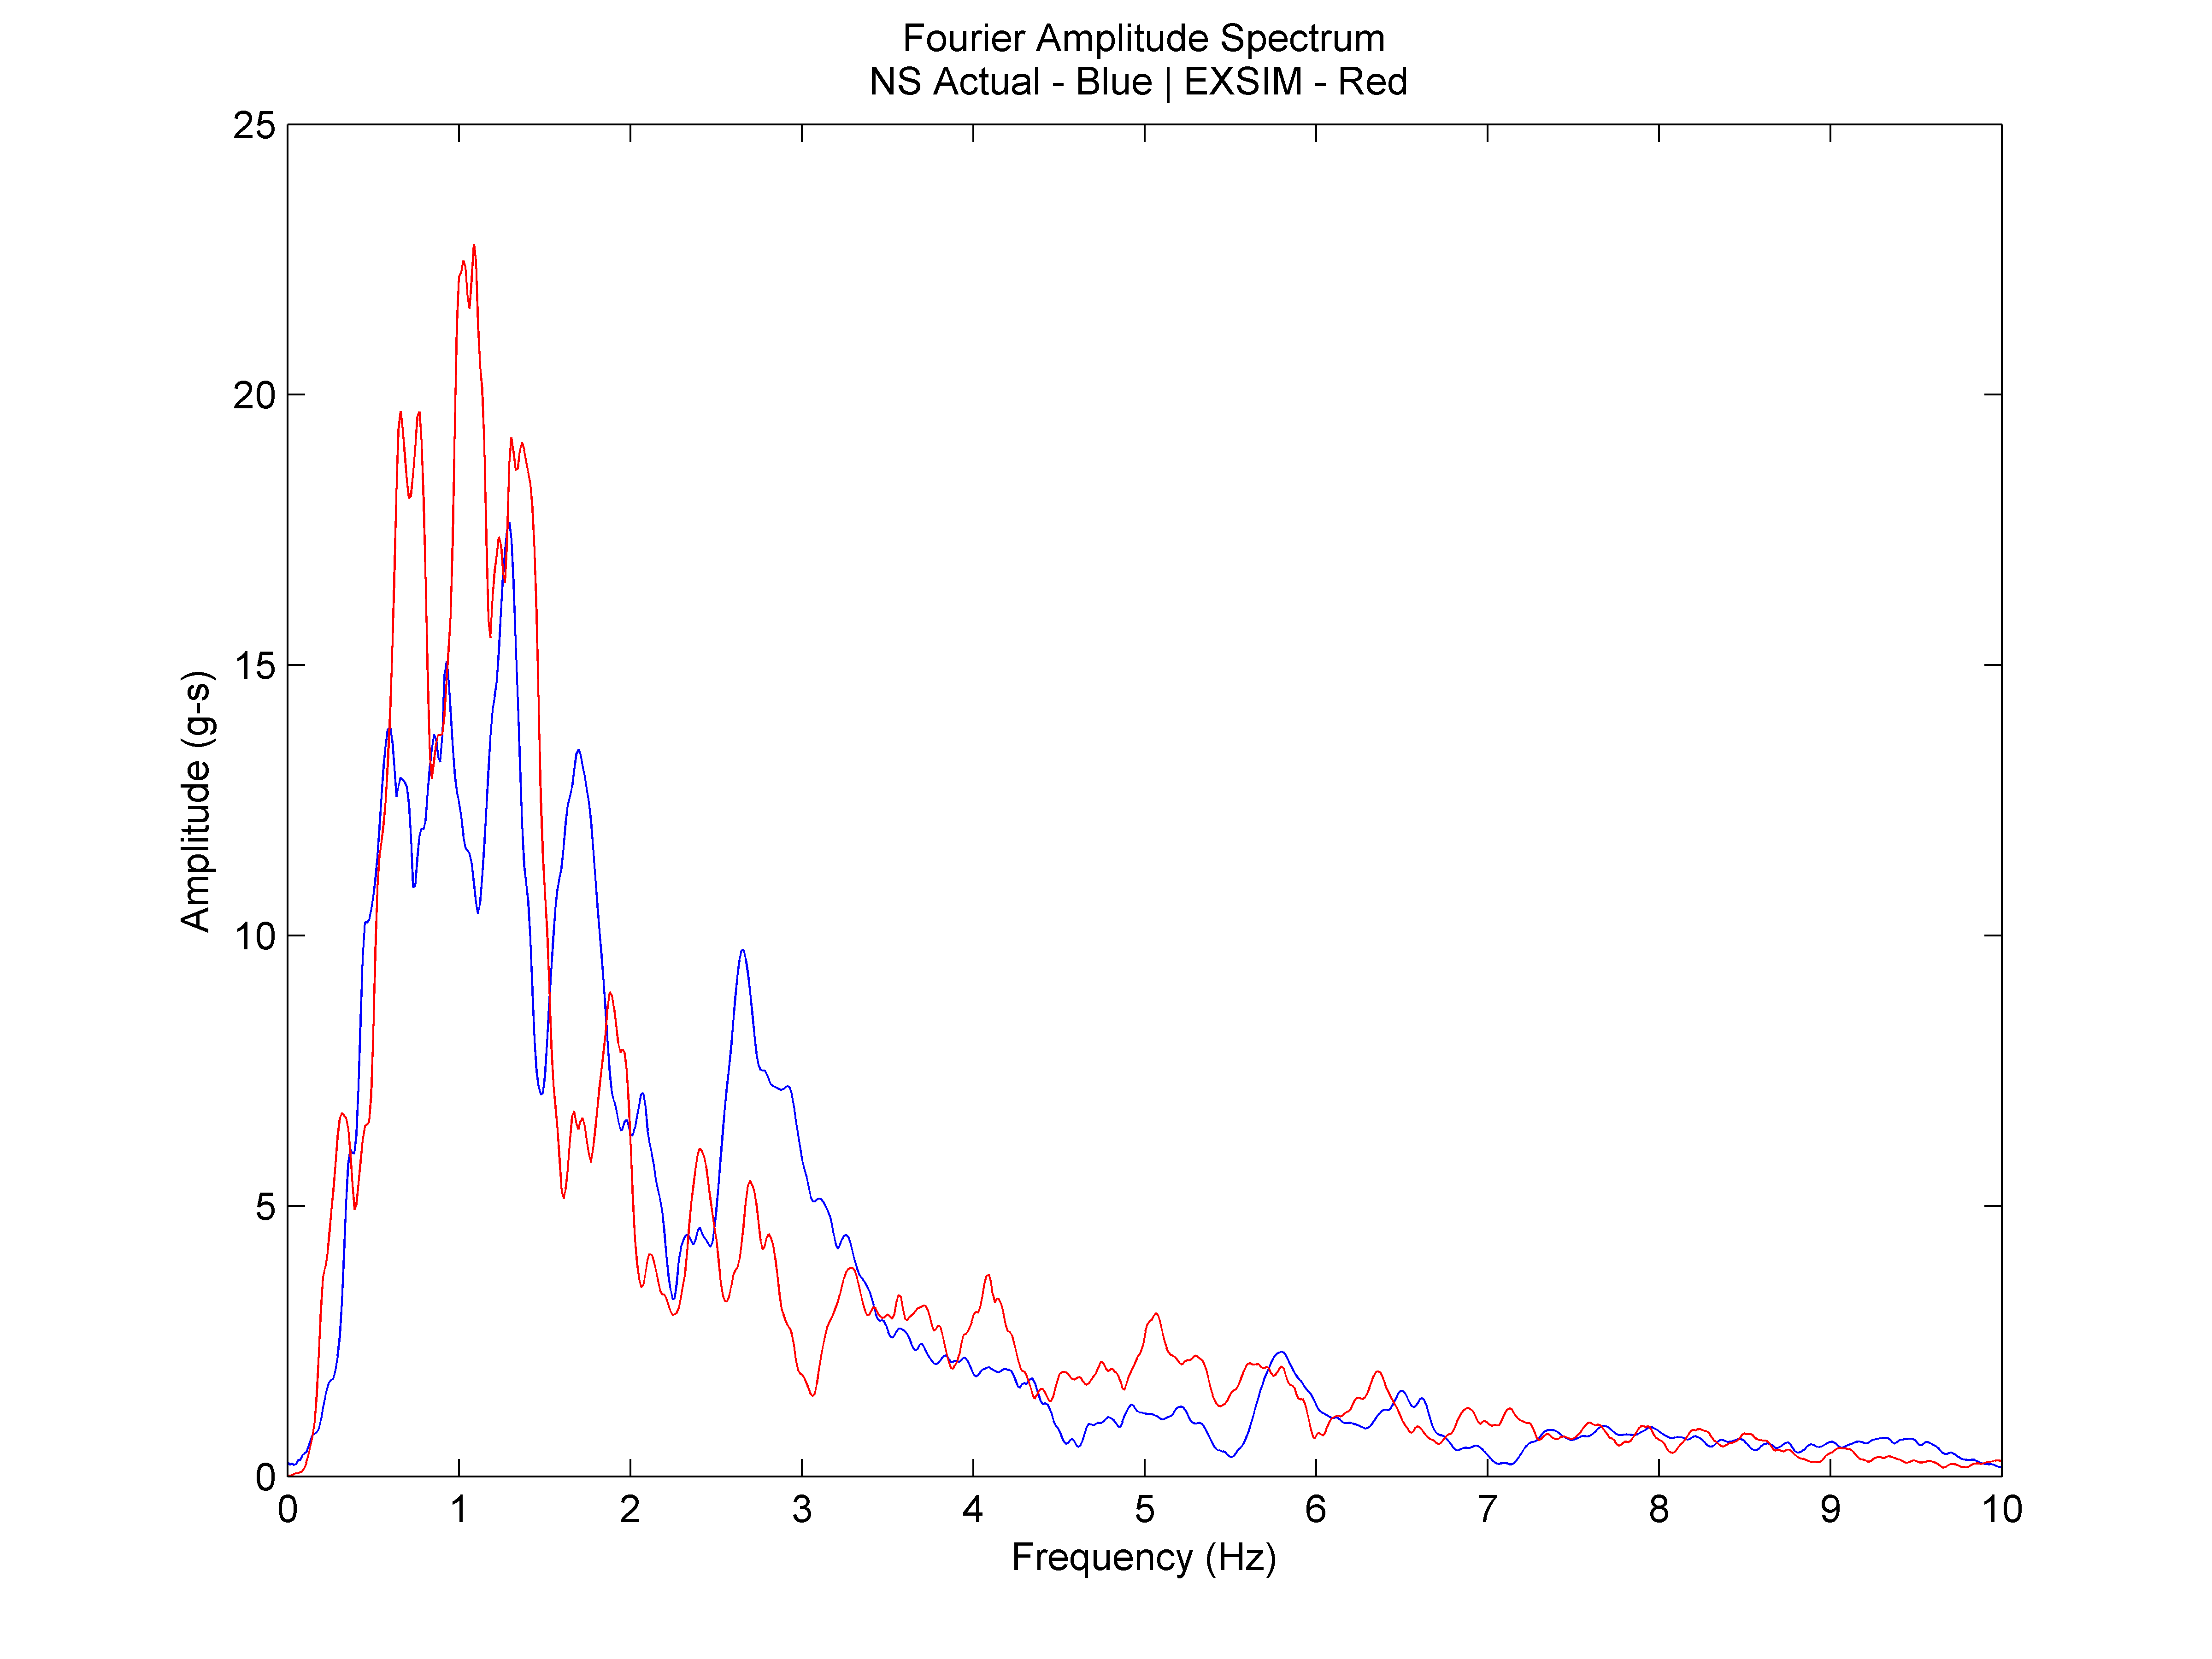 Fourier Amplitude Spectrum
NS Actual - Blue | EXSIM - Red
25
20
15
10
5
0
Amplitude (g-s)
0 1 2 3 4 5 6 7 8 9 10
Frequency (Hz)